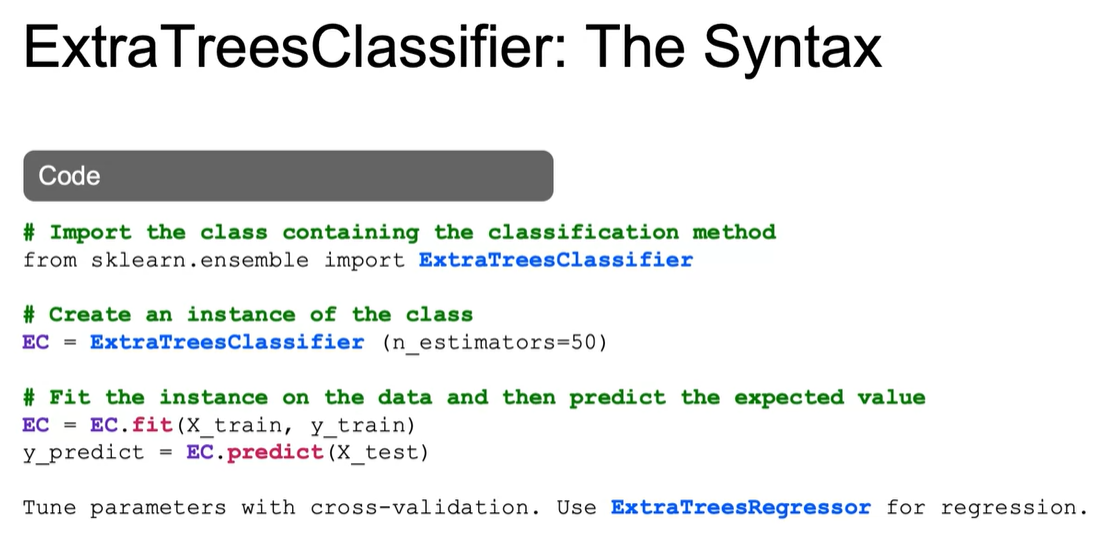 ExtraTreesClassifier: The Syntax
Code
# Import the class containing the classification method
from sklearn.ensemble import ExtraTreesClassifier
# Create an instance of the class
EC = ExtraTreesClassifier (n_estimators=50)
# Fit the instance on the data and then predict the expected value
EC = EC.fit(X_train, y_train)
y_predict = EC.predict(X_test)
Tune parameters with cross-validation. Use ExtraTreesRegressor for regression.